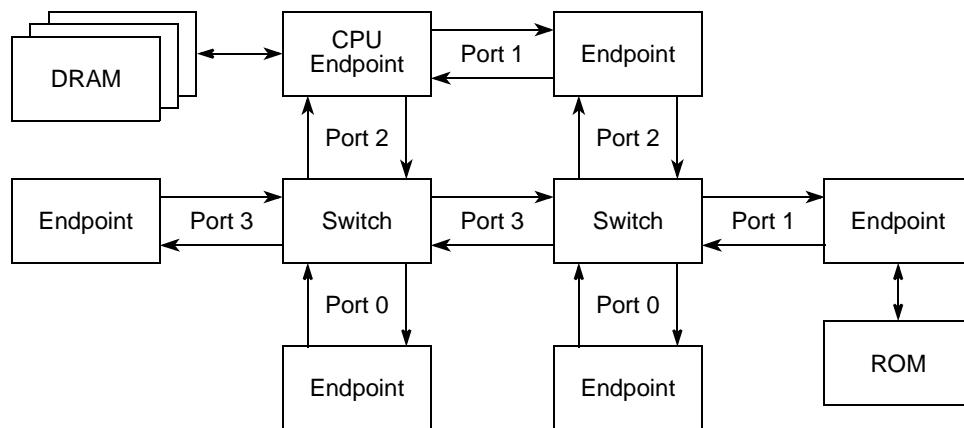 CPU
Endpoint
Port 1
Endpoint
DRAM
Port 2
Port 2
Endpoint
Port 3
Switch
Port 3
Switch
Port 1
Endpoint
Port 0
Port 0
Endpoint
Endpoint
ROM